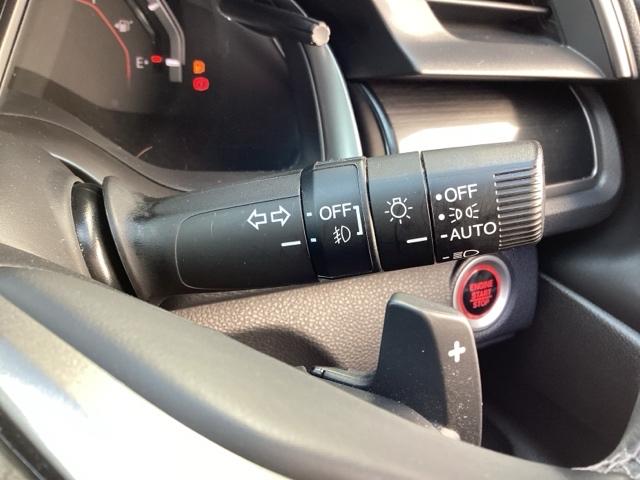 E
OFF
OFF
AUTO
ENGINE
START
STOP
+